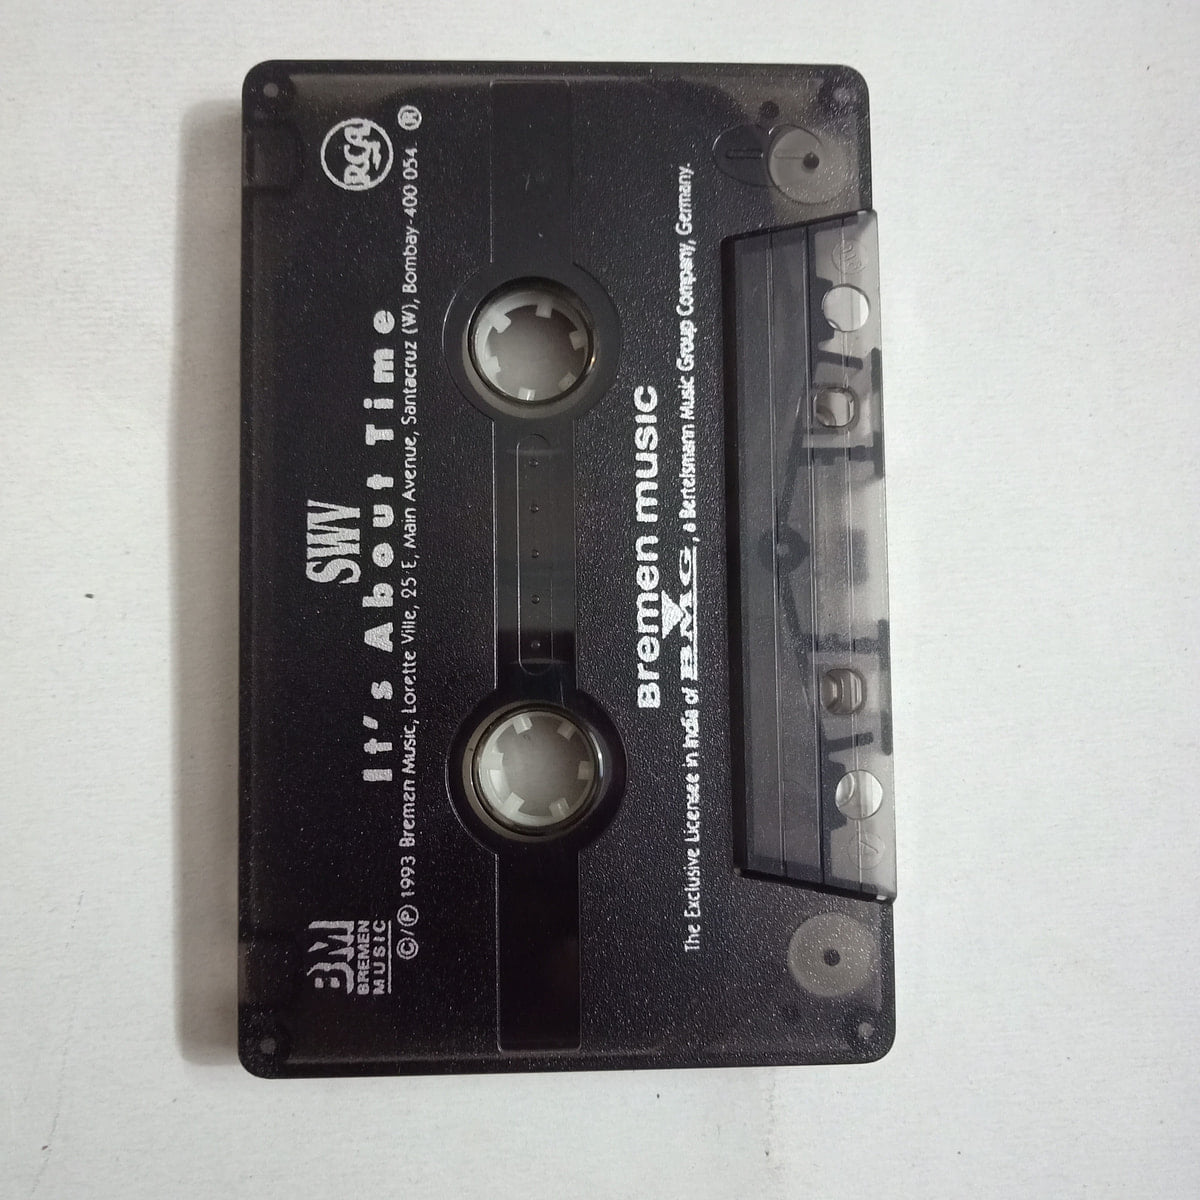 SWV
It's About Time
RCA
BM
BREMEN
MUSIC
©/℗ 1993 Bremen Music, Lorette Ville, 25 E, Main Avenue, Santacruz (W), Bombay-400 054 ®
Bremen music
The Exclusive Licensee in India of BMG, a Bertelsmann Music Group Company, Germany.